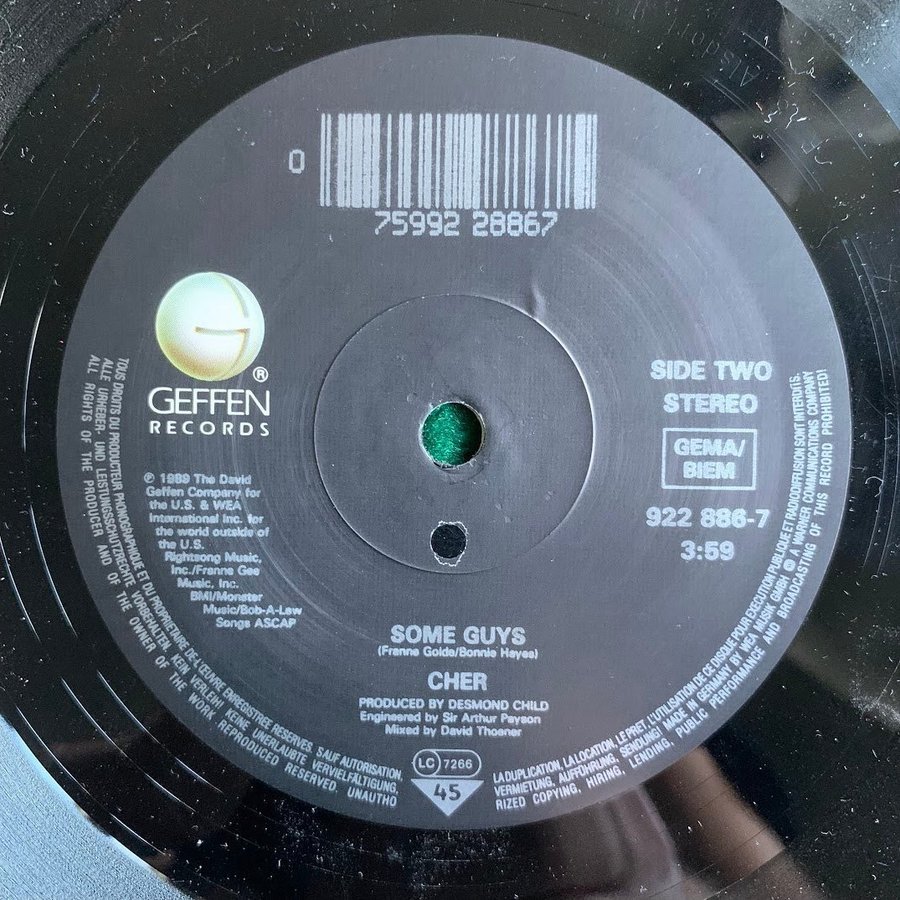 0
75992 28867
®
GEFFEN
RECORDS
SIDE TWO
STEREO
GEMA/
BIEM
922 886-7
3:59
℗ 1989 The David
Geffen Company for
the U.S. & WEA
International Inc. for
the world outside of
the U.S.
Rightsong Music,
Inc./Franne Gee
Music, Inc.
BMI/Monster
Music/Bob-A-Lew
Songs ASCAP
SOME GUYS
(Franne Golde/Bonnie Hayes)
CHER
PRODUCED BY DESMOND CHILD
Engineered by Sir Arthur Payson
Mixed by David Thoener
LC 7266
45
TOUS DROITS DU PRODUCTEUR PHONOGRAPHIQUE ET DU PROPRIETAIRE DE L'ŒUVRE ENREGISTREE RESERVES. SAUF AUTORISATION,
LA DUPLICATION, LA LOCATION, LE PRET, L'UTILISATION DE CE DISQUE POUR EXECUTION PUBLIQUE ET RADIODIFFUSION SONT INTERDITS.
ALLE URHEBER- UND LEISTUNGSSCHUTZRECHTE VORBEHALTEN. KEIN VERLEIH! KEINE UNERLAUBTE VERVIELFÄLTIGUNG,
VERMIETUNG, AUFFÜHRUNG, SENDUNG! MADE IN GERMANY BY WEA MUSIK GMBH A WARNER COMMUNICATIONS COMPANY
ALL RIGHTS OF THE PRODUCER AND OF THE OWNER OF THE WORK REPRODUCED RESERVED. UNAUTHO
RIZED COPYING, HIRING, LENDING, PUBLIC PERFORMANCE AND BROADCASTING OF THIS RECORD PROHIBITED!